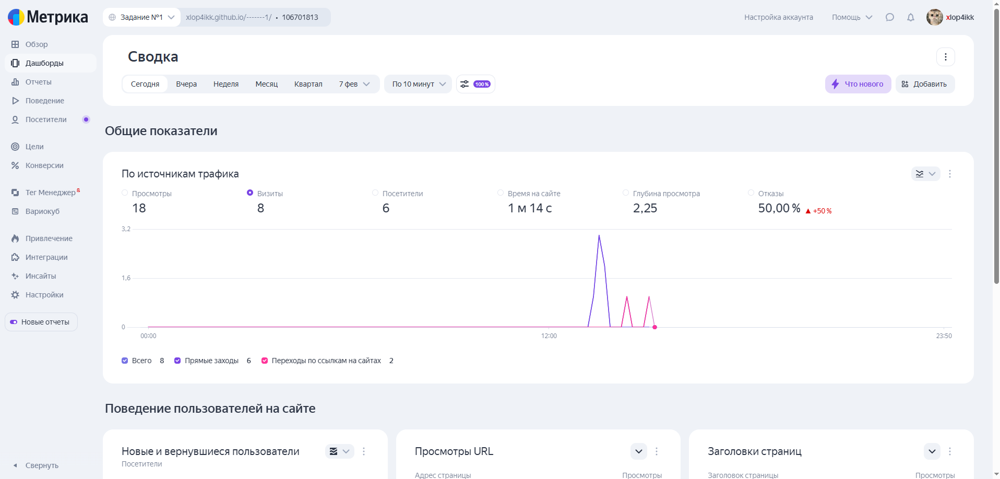 Метрика
Задание №1
xlop4ikk.github.io/-------1/ • 106701813
Настройка аккаунта
Помощь
xlop4ikk
Обзор
Дашборды
Отчеты
Поведение
Посетители
Цели
Конверсии
Тег Менеджер ß
Вариокуб
Привлечение
Интеграции
Инсайты
Настройки
Новые отчеты
Свернуть
Сводка
Сегодня Вчера Неделя Месяц Квартал 7 фев
По 10 минут
100%
Что нового
Добавить
Общие показатели
По источникам трафика
Просмотры Визиты Посетители Время на сайте Глубина просмотра Отказы
18 8 6 1 м 14 с 2,25 50,00 % ▲ +50 %
3,2
1,6
0
00:00 12:00 23:50
Всего 8 Прямые заходы 6 Переходы по ссылкам на сайтах 2
Поведение пользователей на сайте
Новые и вернувшиеся пользователи
Посетители
Просмотры URL
Адрес страницы Просмотры
Заголовки страниц
Заголовок страницы Просмотры